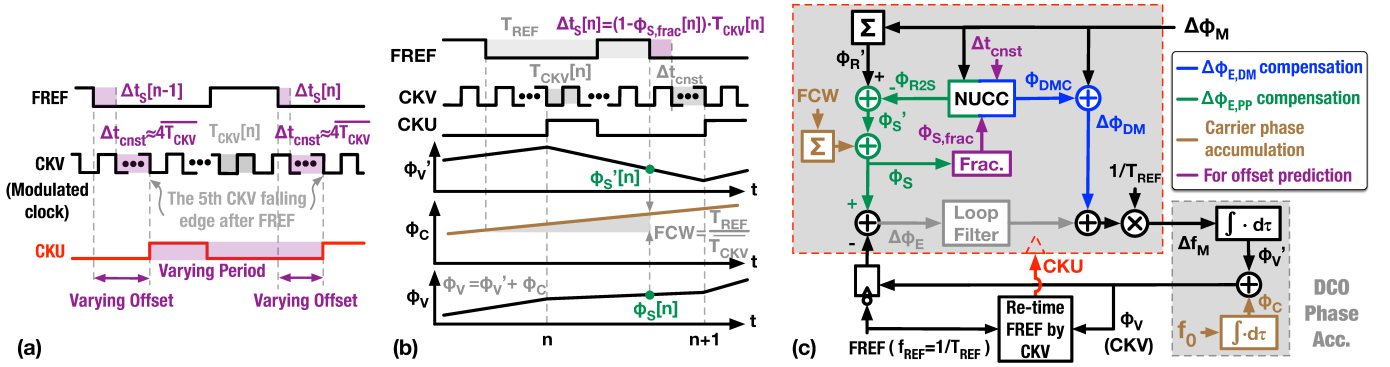 FREF
Δt_S[n-1]
Δt_S[n]
Δt_cnst≈4T̅_CKV
T_CKV[n]
Δt_cnst≈4T̅_CKV
CKV
(Modulated
clock)
The 5th CKV falling
edge after FREF
CKU
Varying Period
Varying Offset
Varying Offset
(a)
T_REF
Δt_S[n]=(1-Φ_S,frac[n])·T_CKV[n]
FREF
T_CKV[n]
Δt_cnst
CKV
CKU
Φ_V'
Φ_S'[n]
t
Φ_C
FCW=T_REF/T̅_CKV
t
Φ_V
Φ_V=Φ_V'+Φ_C
Φ_S[n]
t
n
n+1
(b)
Σ
ΔΦ_M
Φ_R'
Δt_cnst
+
-Φ_R2S
NUCC
Φ_DMC
FCW
Φ_S'
Φ_S,frac
ΔΦ_DM
Σ
Φ_S
Frac.
1/T_REF
+
-
ΔΦ_E
Loop
Filter
Δf_M
∫ · dτ
CKU
Φ_V'
Φ_C
f_0
∫·dτ
DCO
Phase
Acc.
Re-time
FREF by
CKV
Φ_V
(CKV)
FREF (f_REF=1/T_REF)
ΔΦ_E,DM compensation
ΔΦ_E,PP compensation
Carrier phase
accumulation
For offset prediction
(c)